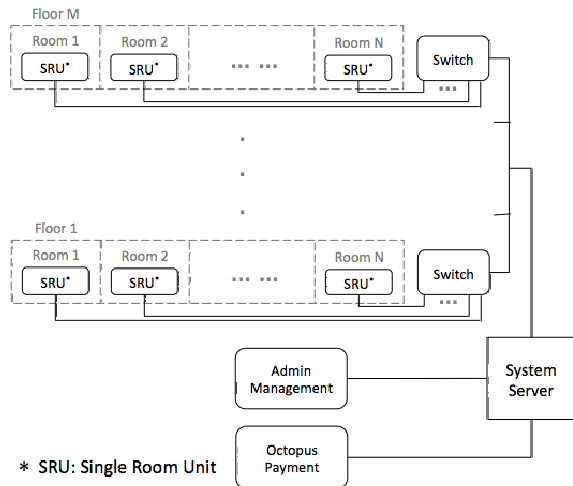 Floor M
Room 1 Room 2 Room N
SRU* SRU* ... ... SRU* Switch
...
.
.
.
Floor 1
Room 1 Room 2 Room N
SRU* SRU* ... ... SRU* Switch
...
Admin
Management
System
Server
Octopus
Payment
* SRU: Single Room Unit